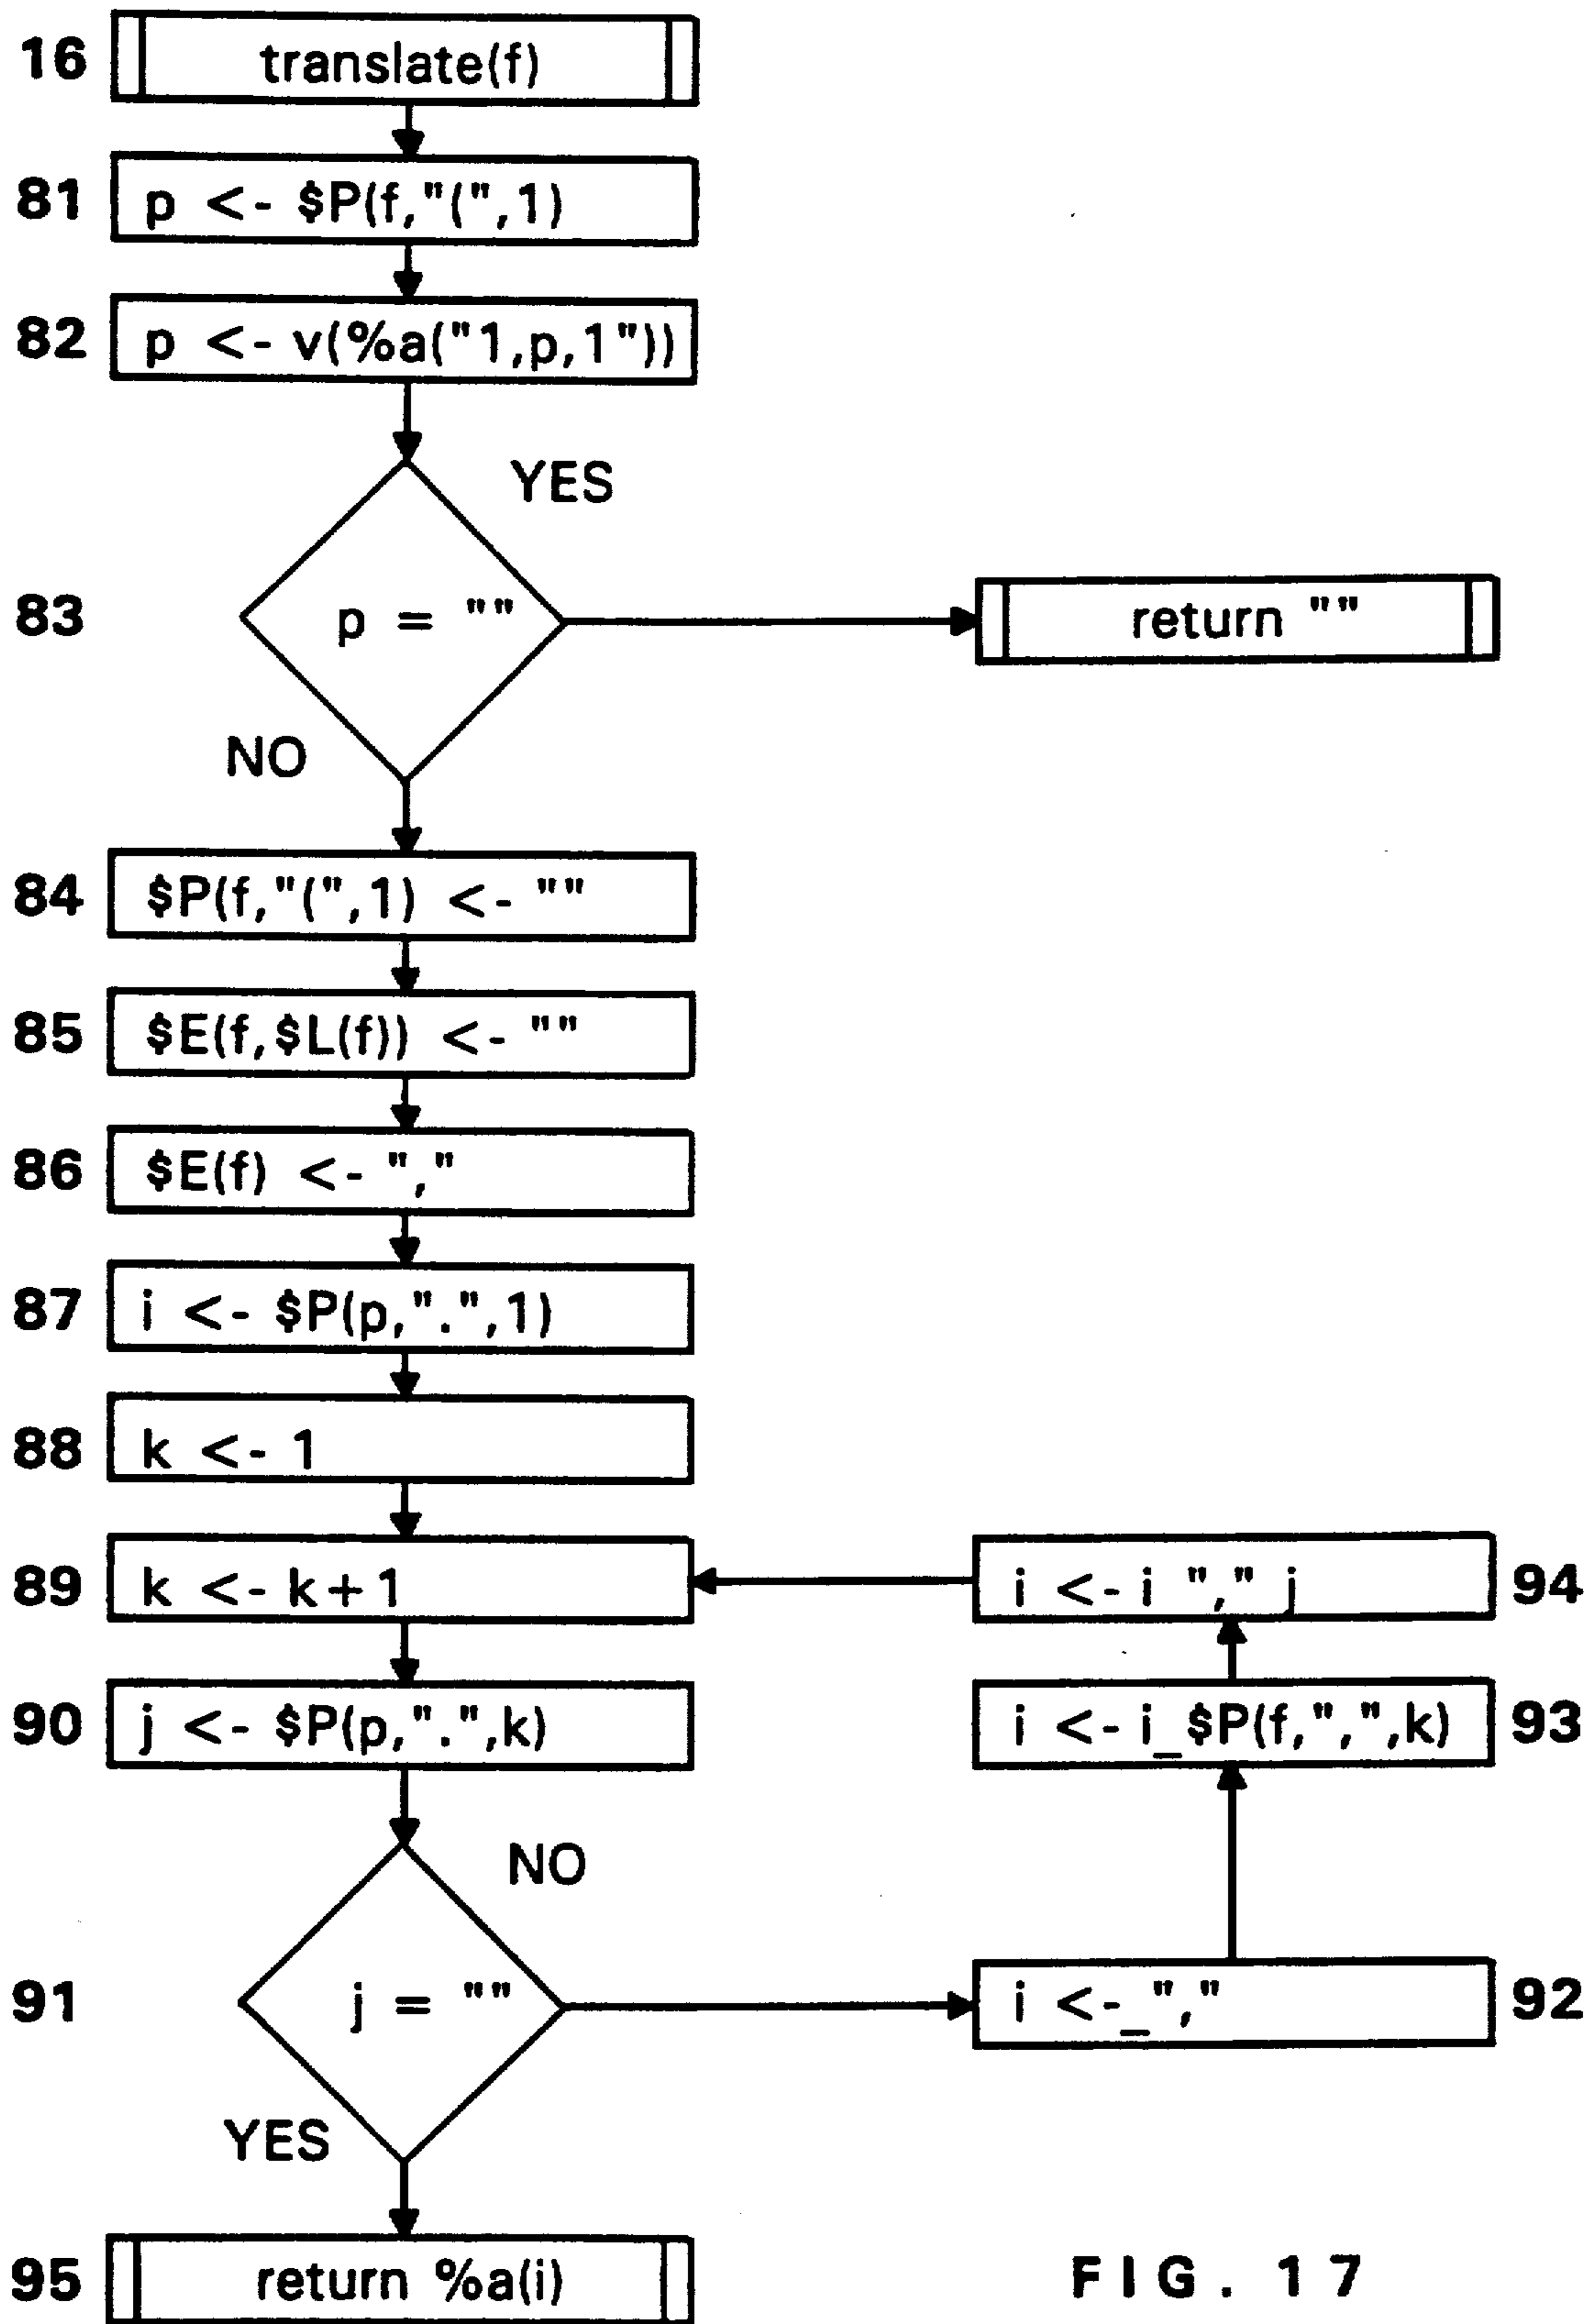 16 translate(f)
81 p <- $P(f,"(",1)
82 p <- v(%a("1,p,1"))
YES
83 p = "" return ""
NO
84 $P(f,"(",1) <- ""
85 $E(f,$L(f)) <- ""
86 $E(f) <- ","
87 i <- $P(p,".",1)
88 k <- 1
89 k <- k+1 i <- i "," j 94
90 j <- $P(p,".",k) i <- i_$P(f,",",k) 93
NO
91 j = "" i <-_"," 92
YES
95 return %a(i)
FIG. 17